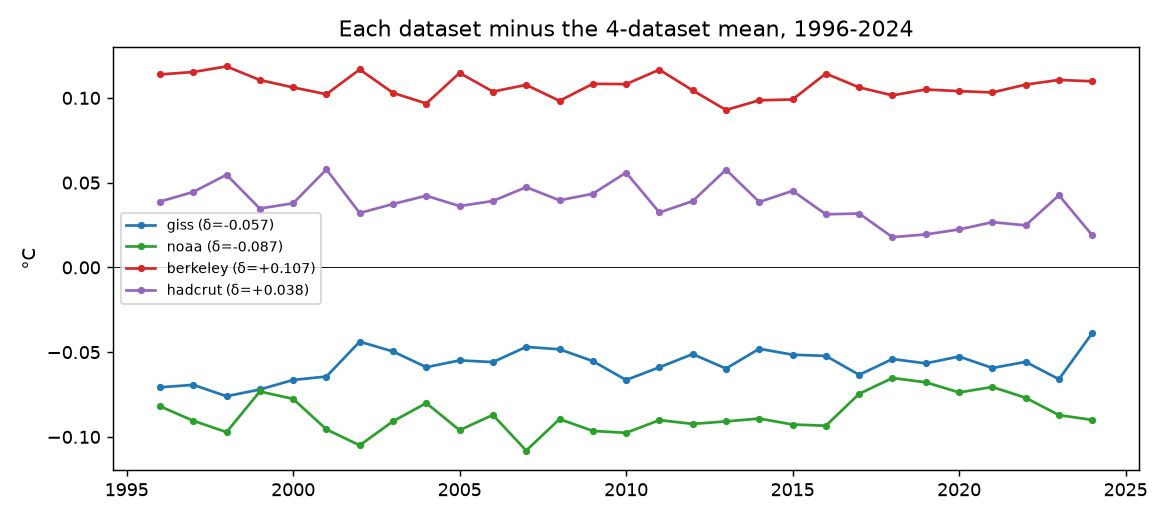 Each dataset minus the 4-dataset mean, 1996-2024
°C
0.10
0.05
0.00
−0.05
−0.10
giss (δ=-0.057)
noaa (δ=-0.087)
berkeley (δ=+0.107)
hadcrut (δ=+0.038)
1995
2000
2005
2010
2015
2020
2025